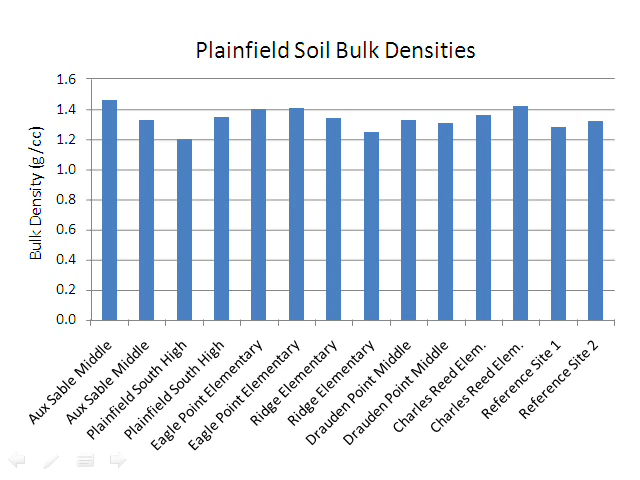 Plainfield Soil Bulk Densities
Bulk Density (g/cc)
1.6
1.4
1.2
1.0
0.8
0.6
0.4
0.2
0.0
Aux Sable Middle
Aux Sable Middle
Plainfield South High
Plainfield South High
Eagle Point Elementary
Eagle Point Elementary
Ridge Elementary
Ridge Elementary
Drauden Point Middle
Drauden Point Middle
Charles Reed Elem.
Charles Reed Elem.
Reference Site 1
Reference Site 2